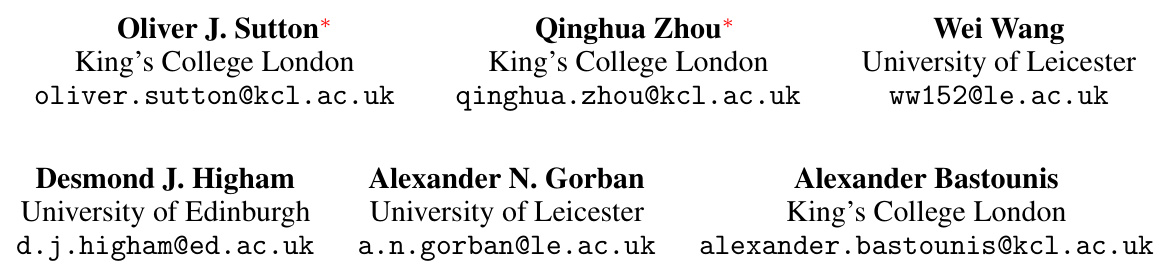 Oliver J. Sutton* Qinghua Zhou* Wei Wang
King's College London King's College London University of Leicester
oliver.sutton@kcl.ac.uk qinghua.zhou@kcl.ac.uk ww152@le.ac.uk
Desmond J. Higham Alexander N. Gorban Alexander Bastounis
University of Edinburgh University of Leicester King's College London
d.j.higham@ed.ac.uk a.n.gorban@le.ac.uk alexander.bastounis@kcl.ac.uk